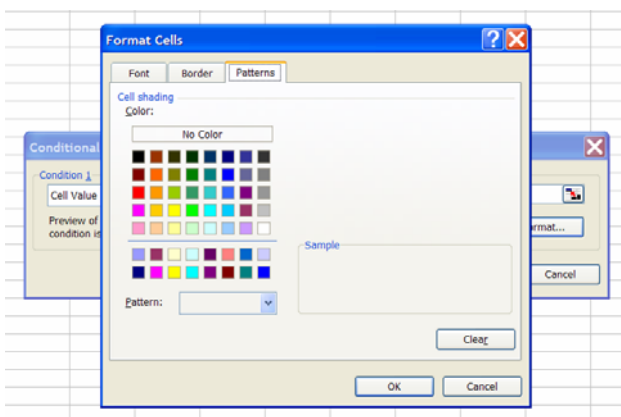 Format Cells
Font Border Patterns
Cell shading
Color:
No Color
Conditional
Condition 1
Cell Value
Preview of
condition is
rmat...
Sample
Cancel
Pattern:
Clear
OK Cancel